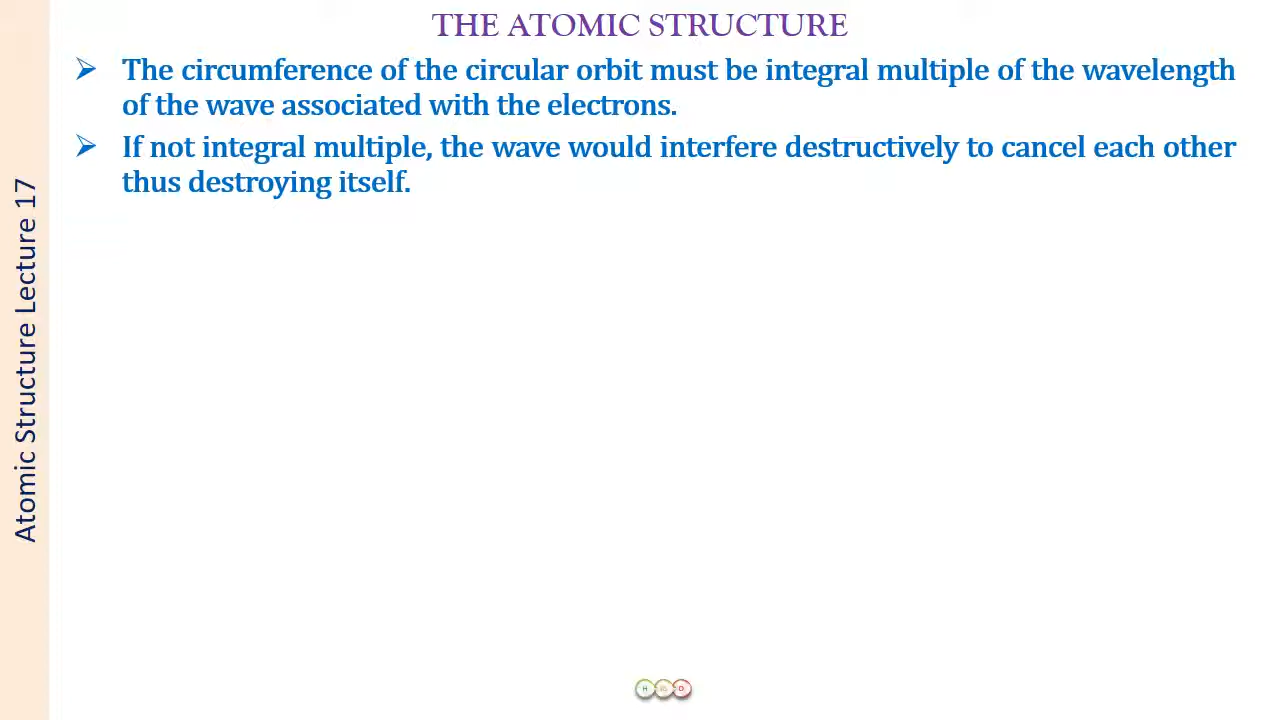 THE ATOMIC STRUCTURE
The circumference of the circular orbit must be integral multiple of the wavelength
of the wave associated with the electrons.
If not integral multiple, the wave would interfere destructively to cancel each other
thus destroying itself.
Atomic Structure Lecture 17